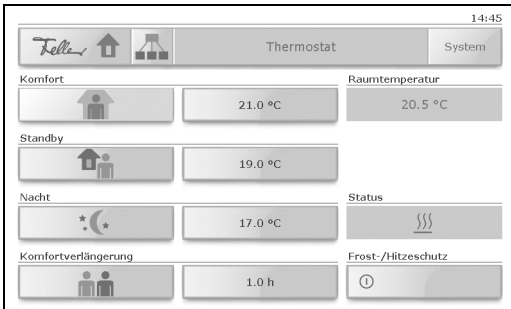 14:45
Feller Thermostat System
Komfort Raumtemperatur
21.0 °C 20.5 °C
Standby
19.0 °C
Nacht Status
17.0 °C
Komfortverlängerung Frost-/Hitzeschutz
1.0 h